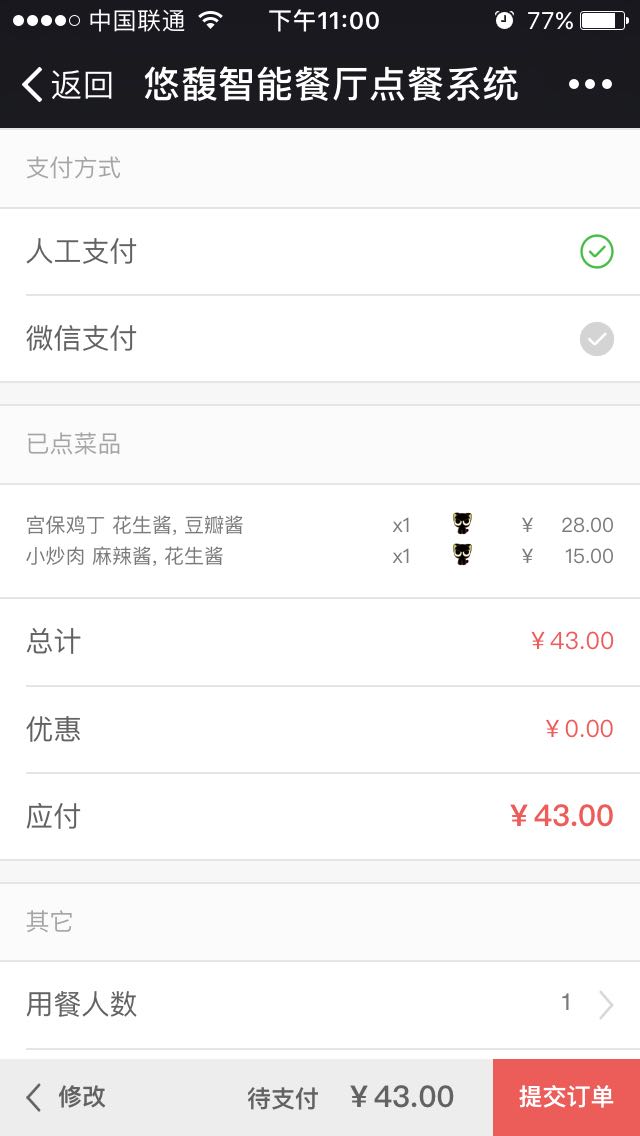 中国联通 下午11:00 77%
返回 悠馥智能餐厅点餐系统
支付方式
人工支付
微信支付
已点菜品
宫保鸡丁 花生酱, 豆瓣酱 x1 ¥ 28.00
小炒肉 麻辣酱, 花生酱 x1 ¥ 15.00
总计 ¥43.00
优惠 ¥0.00
应付 ¥43.00
其它
用餐人数 1
修改 待支付 ¥43.00 提交订单